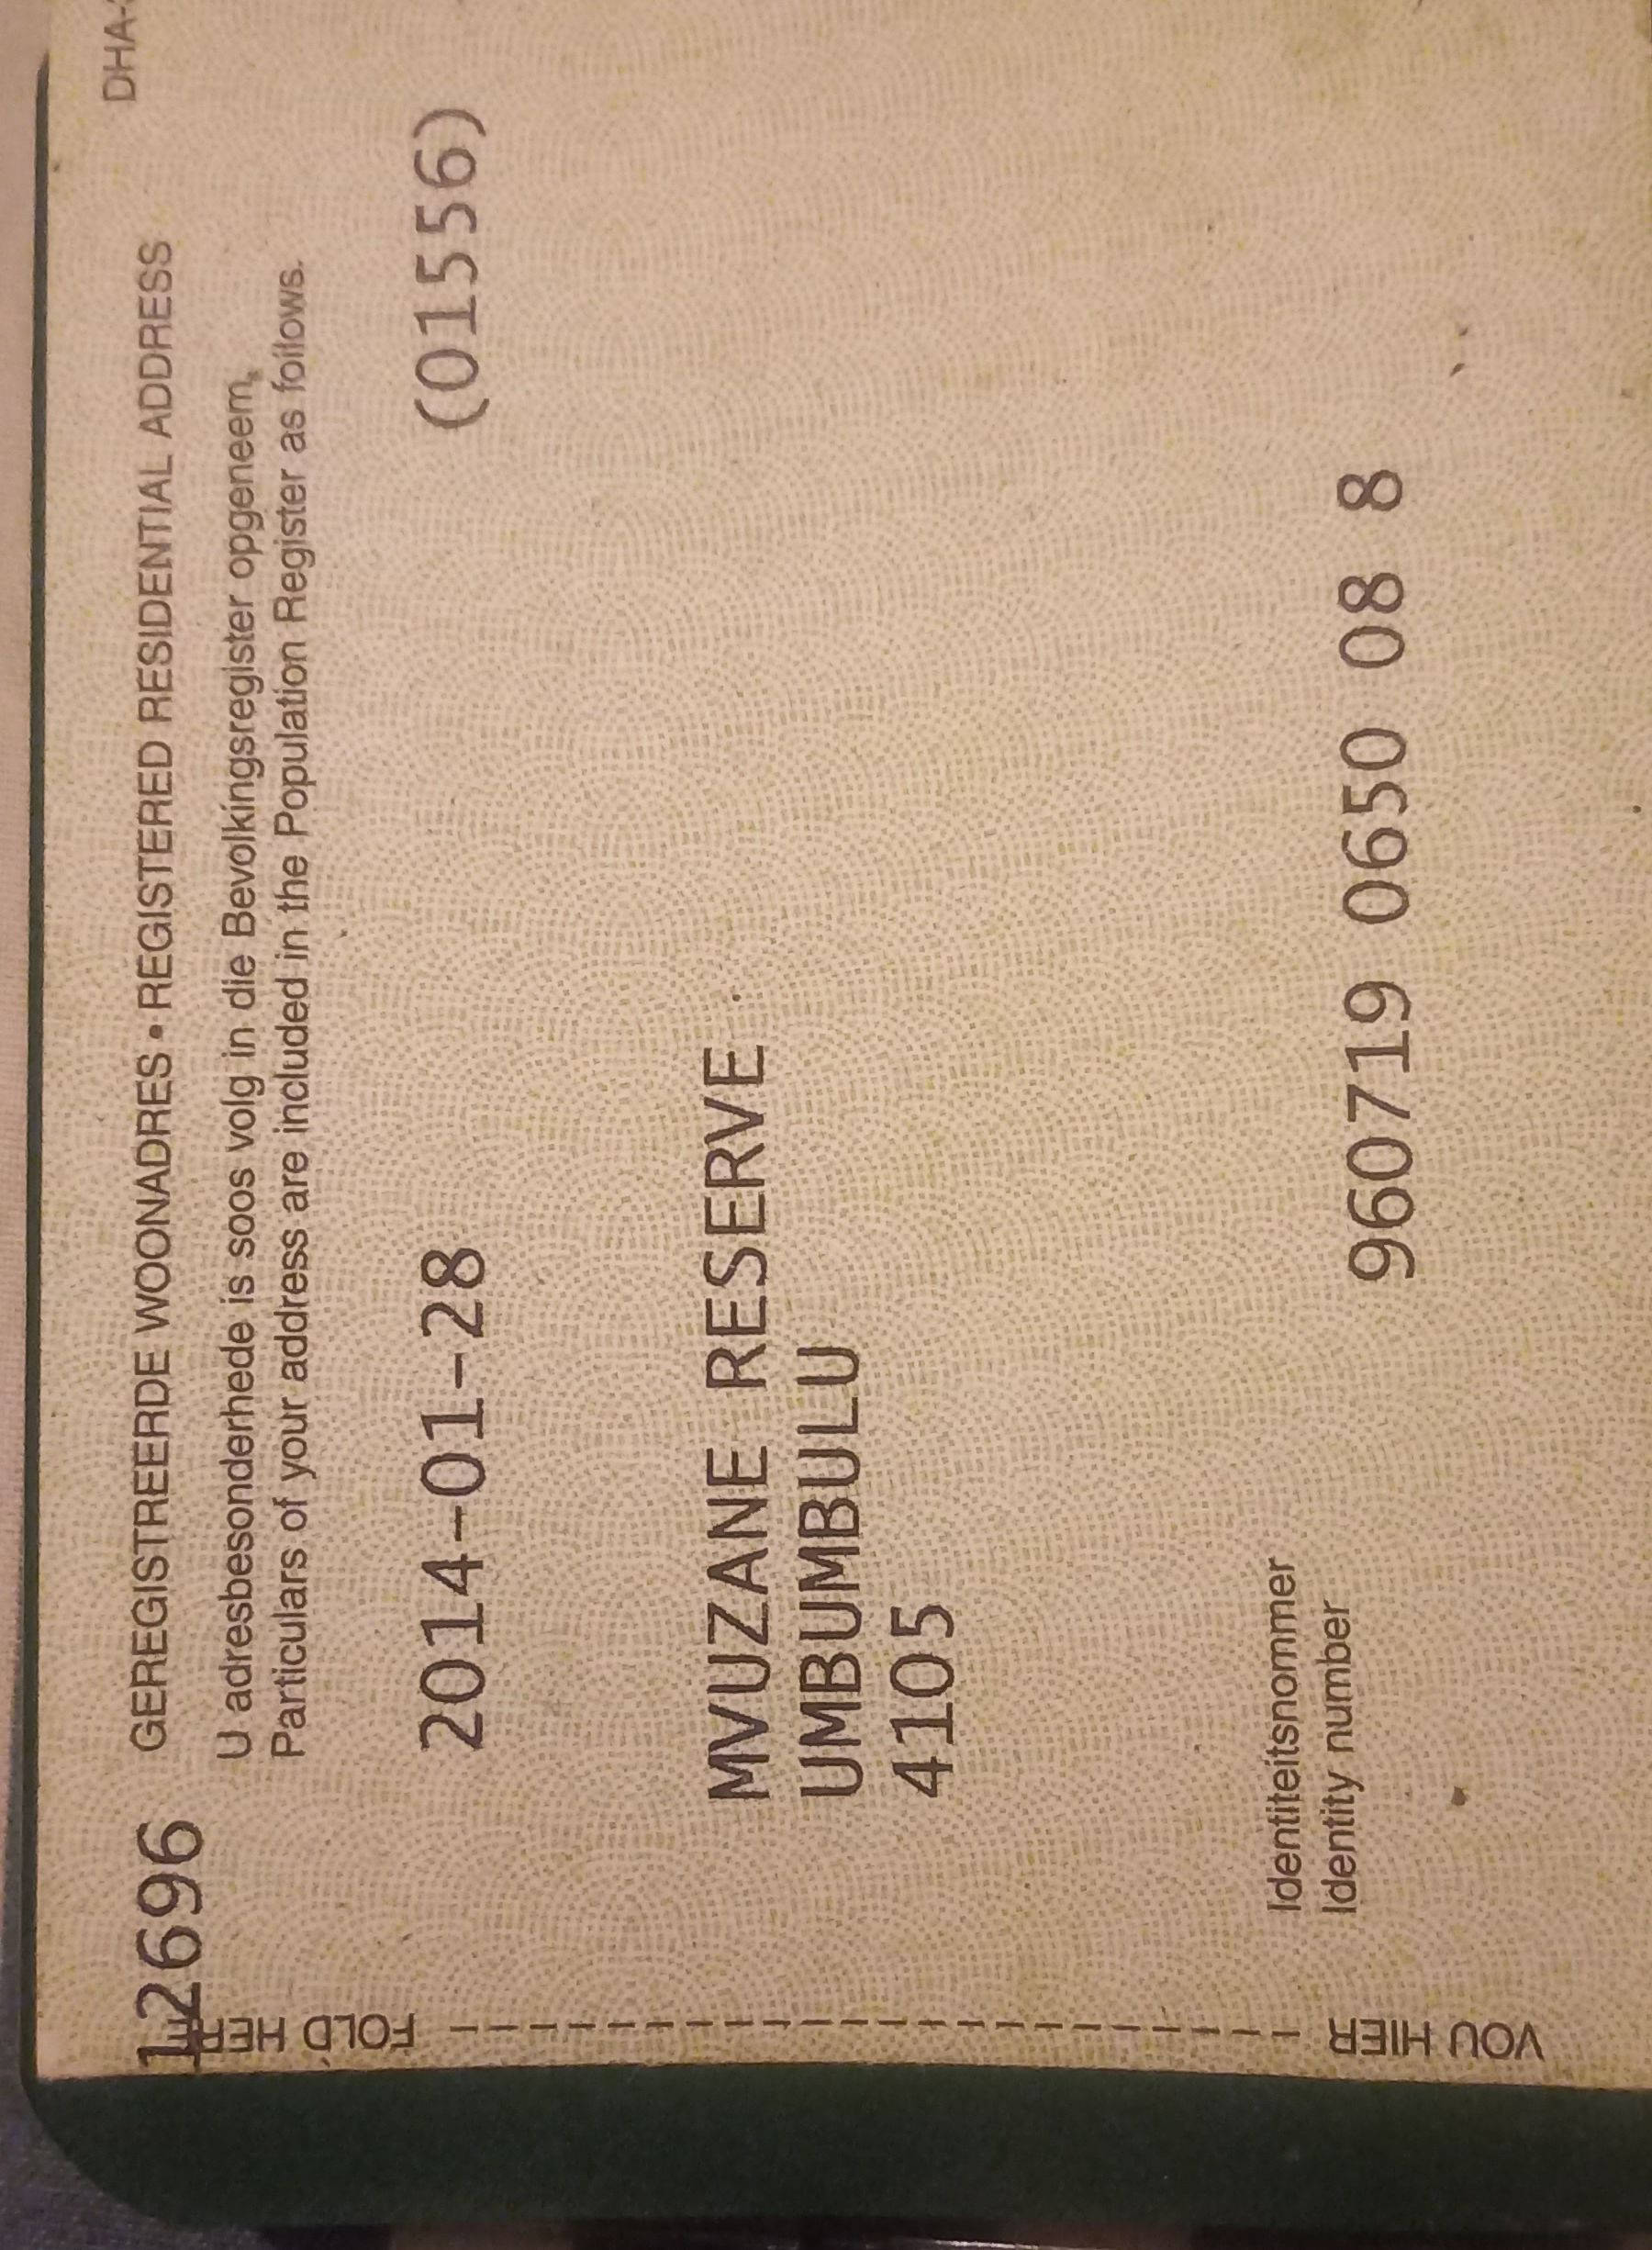 DHA-
12696 GEREGISTREERDE WOONADRES • REGISTERED RESIDENTIAL ADDRESS
U adresbesonderhede is soos volg in die Bevolkingsregister opgeneem.
Particulars of your address are included in the Population Register as follows.
2014-01-28 (01556)
MVUZANE RESERVE
UMBUMBULU
4105
Identiteitsnommer
Identity number
960719 0650 08 8
FOLD HERE
VOU HIER